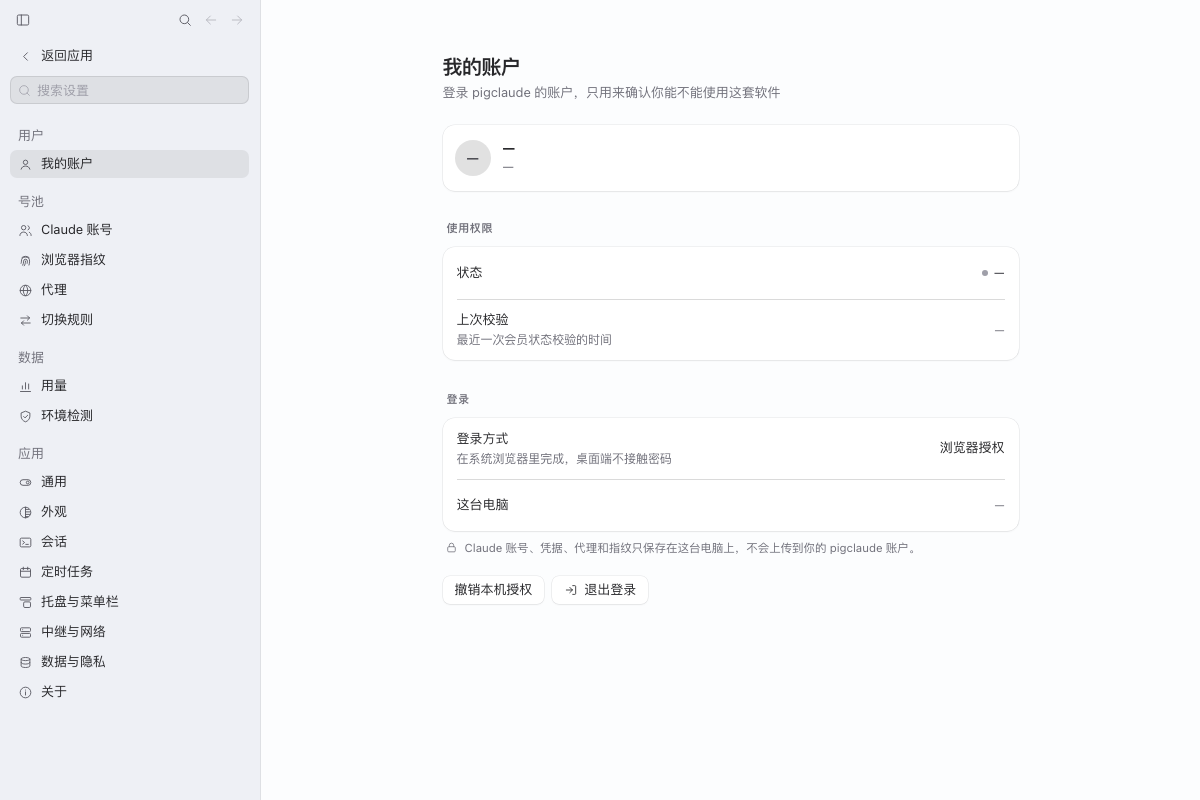 返回应用
搜索设置
用户
我的账户
号池
Claude 账号
浏览器指纹
代理
切换规则
数据
用量
环境检测
应用
通用
外观
会话
定时任务
托盘与菜单栏
中继与网络
数据与隐私
关于
我的账户
登录 pigclaude 的账户，只用来确认你能不能使用这套软件
—
—
—
使用权限
状态
—
上次校验
最近一次会员状态校验的时间
—
登录
登录方式
在系统浏览器里完成，桌面端不接触密码
浏览器授权
这台电脑
—
Claude 账号、凭据、代理和指纹只保存在这台电脑上，不会上传到你的 pigclaude 账户。
撤销本机授权
退出登录